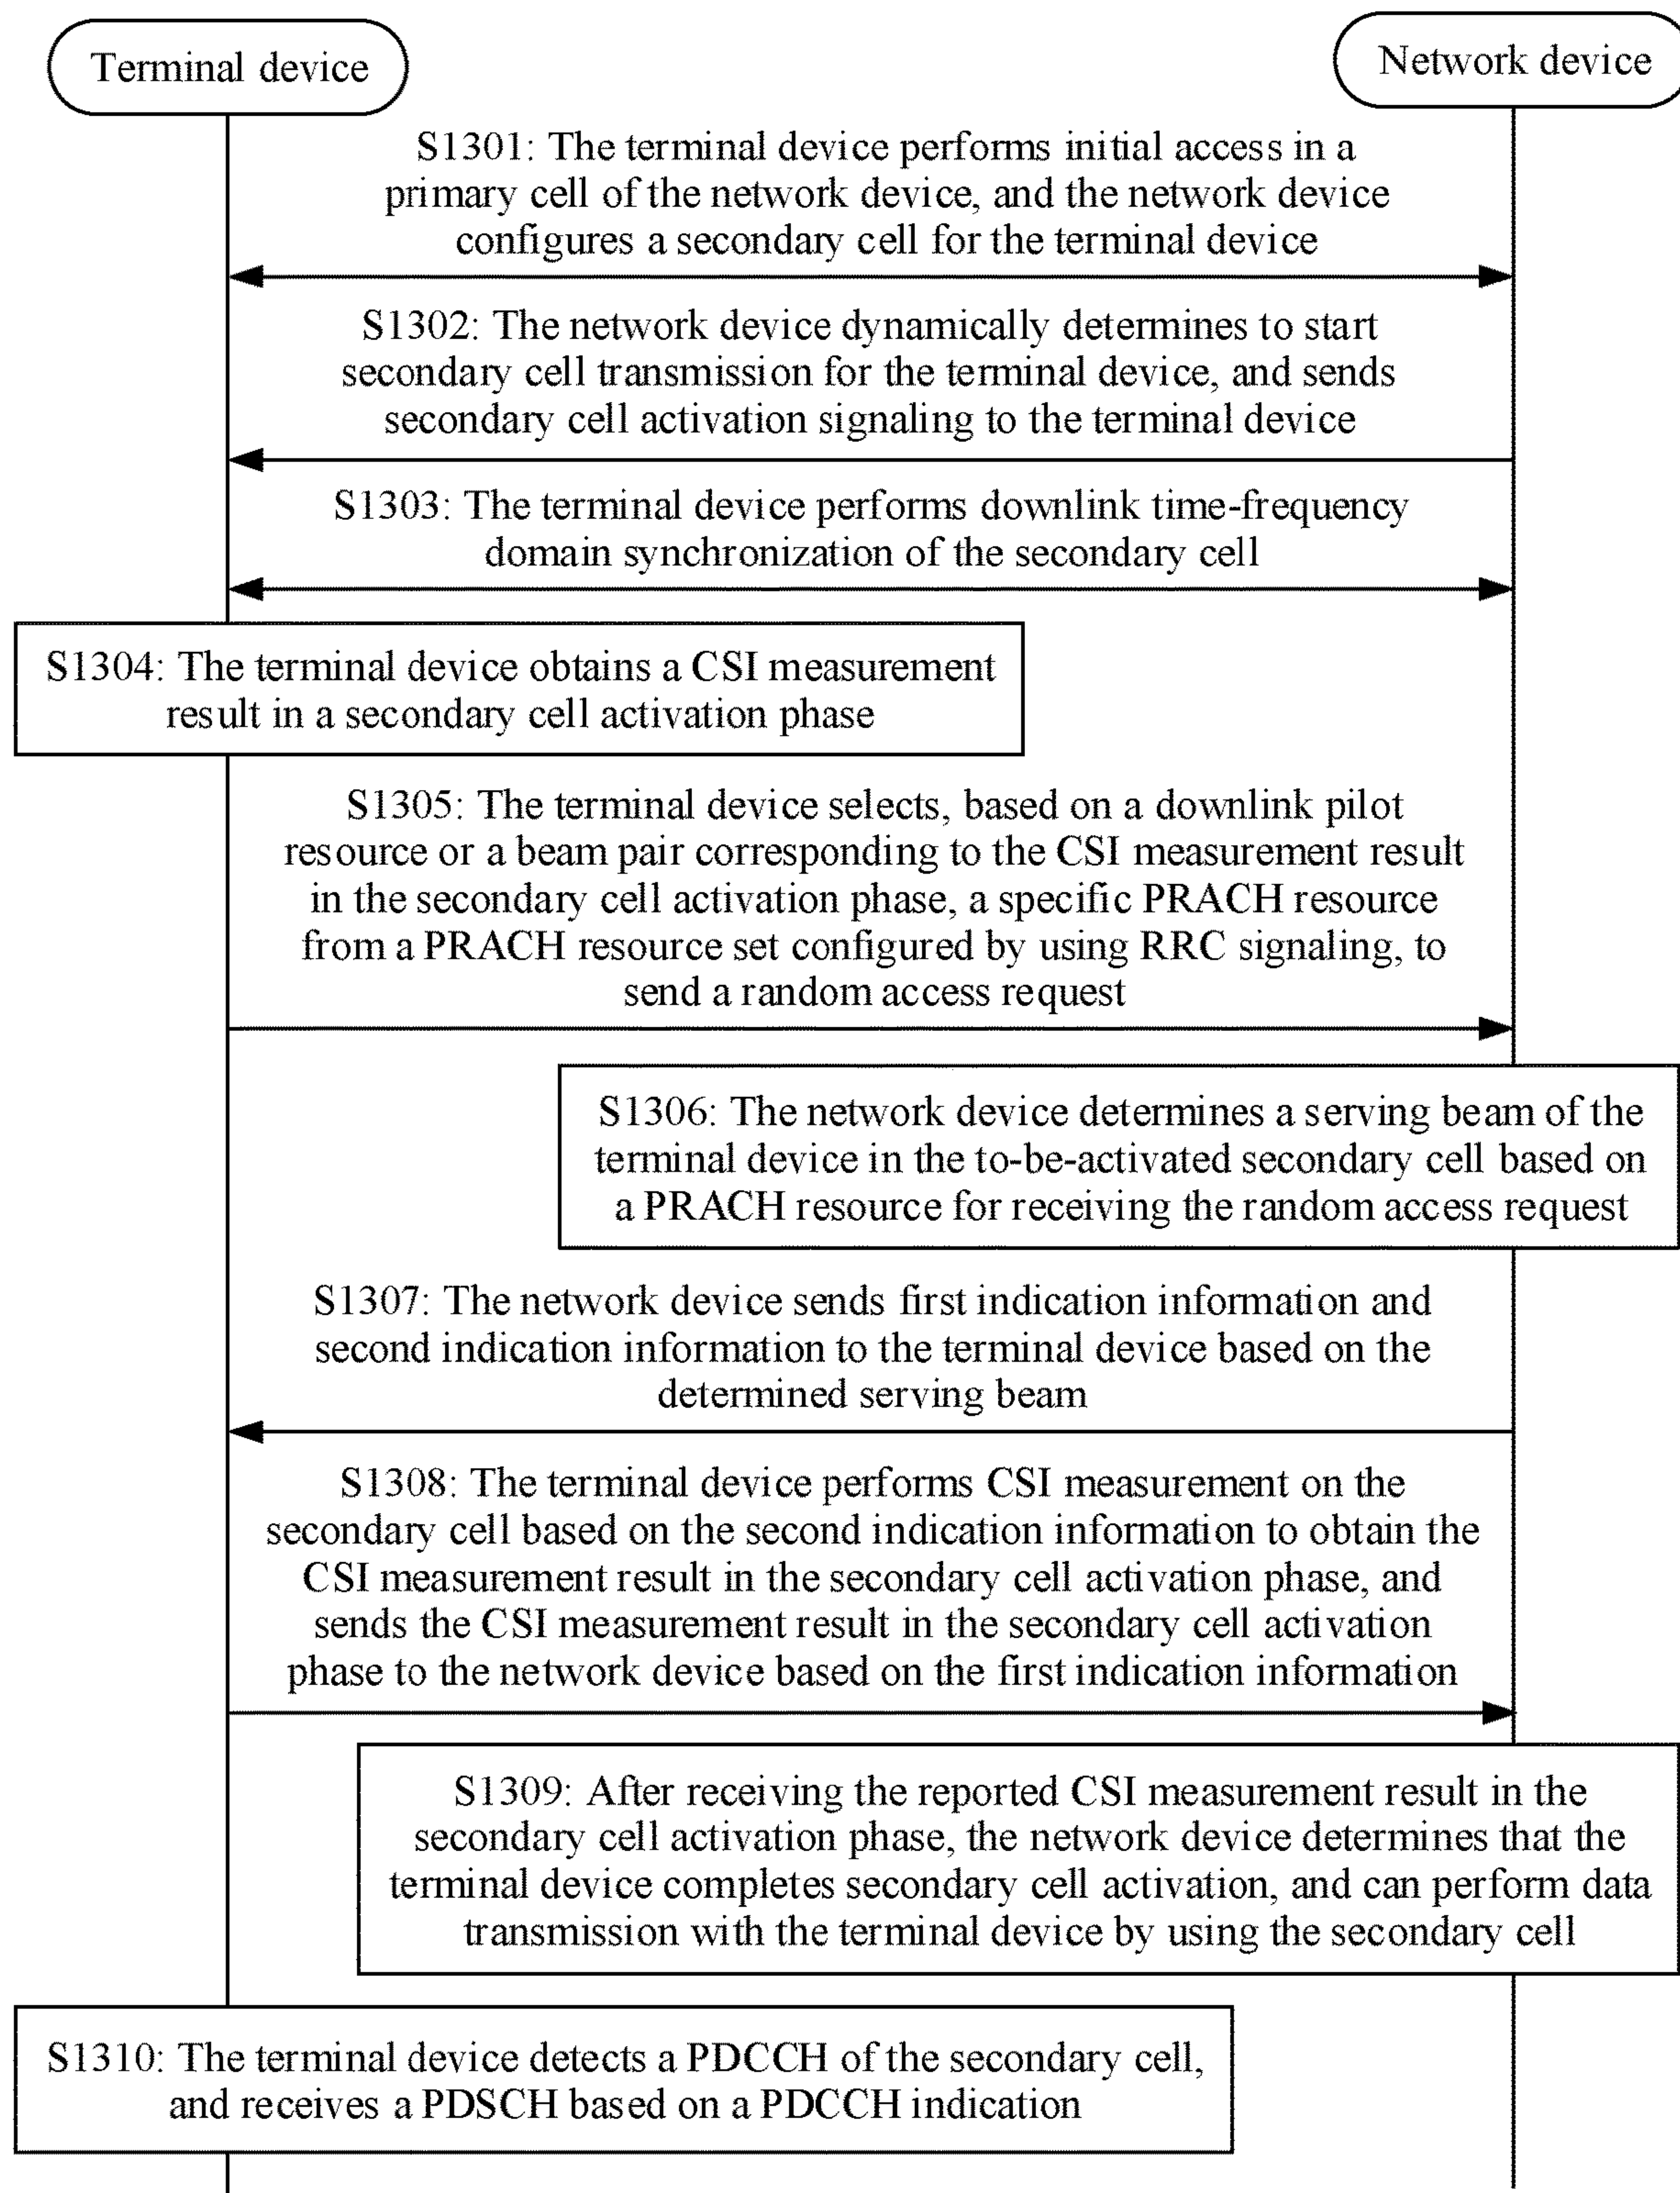 Terminal device
Network device
S1301: The terminal device performs initial access in a
primary cell of the network device, and the network device
configures a secondary cell for the terminal device
S1302: The network device dynamically determines to start
secondary cell transmission for the terminal device, and sends
secondary cell activation signaling to the terminal device
S1303: The terminal device performs downlink time-frequency
domain synchronization of the secondary cell
S1304: The terminal device obtains a CSI measurement
result in a secondary cell activation phase
S1305: The terminal device selects, based on a downlink pilot
resource or a beam pair corresponding to the CSI measurement result
in the secondary cell activation phase, a specific PRACH resource
from a PRACH resource set configured by using RRC signaling, to
send a random access request
S1306: The network device determines a serving beam of the
terminal device in the to-be-activated secondary cell based on
a PRACH resource for receiving the random access request
S1307: The network device sends first indication information and
second indication information to the terminal device based on the
determined serving beam
S1308: The terminal device performs CSI measurement on the
secondary cell based on the second indication information to obtain the
CSI measurement result in the secondary cell activation phase, and
sends the CSI measurement result in the secondary cell activation
phase to the network device based on the first indication information
S1309: After receiving the reported CSI measurement result in the
secondary cell activation phase, the network device determines that the
terminal device completes secondary cell activation, and can perform data
transmission with the terminal device by using the secondary cell
S1310: The terminal device detects a PDCCH of the secondary cell,
and receives a PDSCH based on a PDCCH indication